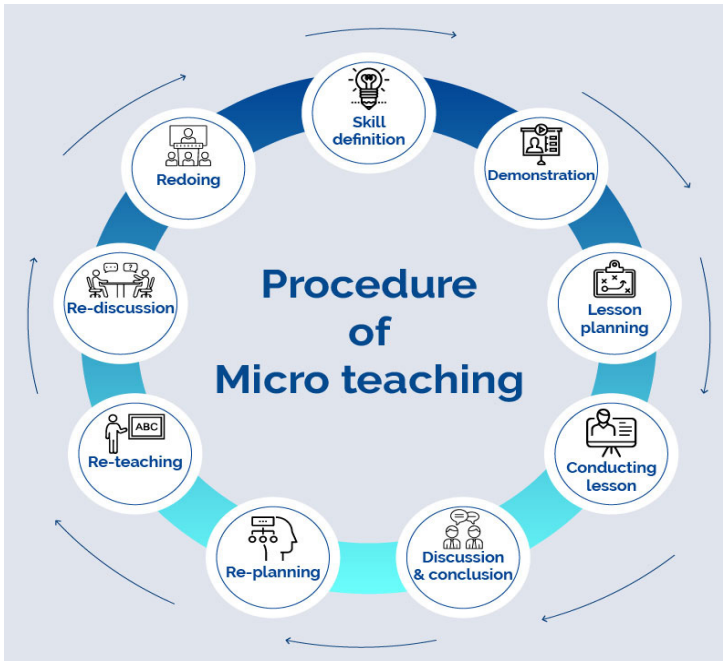 Procedure
of
Micro teaching
Skill
definition
Demonstration
Lesson
planning
Conducting
lesson
Discussion
& conclusion
Re-planning
Re-teaching
ABC
Re-discussion
?
Redoing